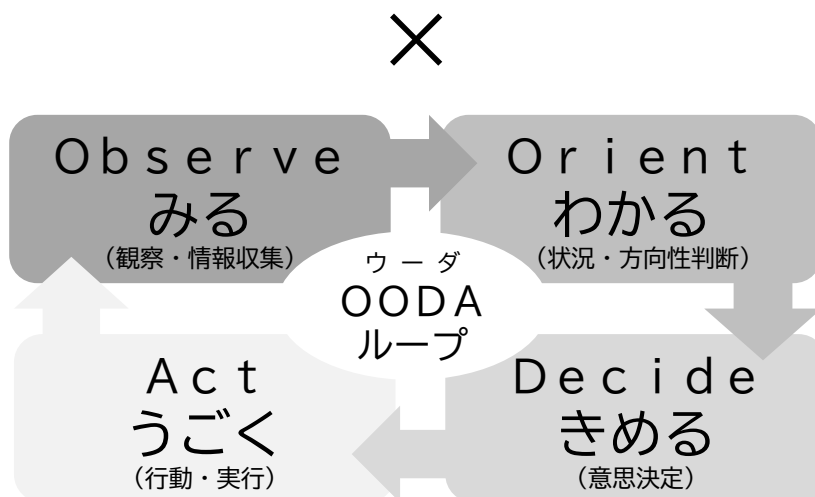 ×
Observe
みる
（観察・情報収集）
Orient
わかる
（状況・方向性判断）
ウーダ
OODA
ループ
Act
うごく
（行動・実行）
Decide
きめる
（意思決定）